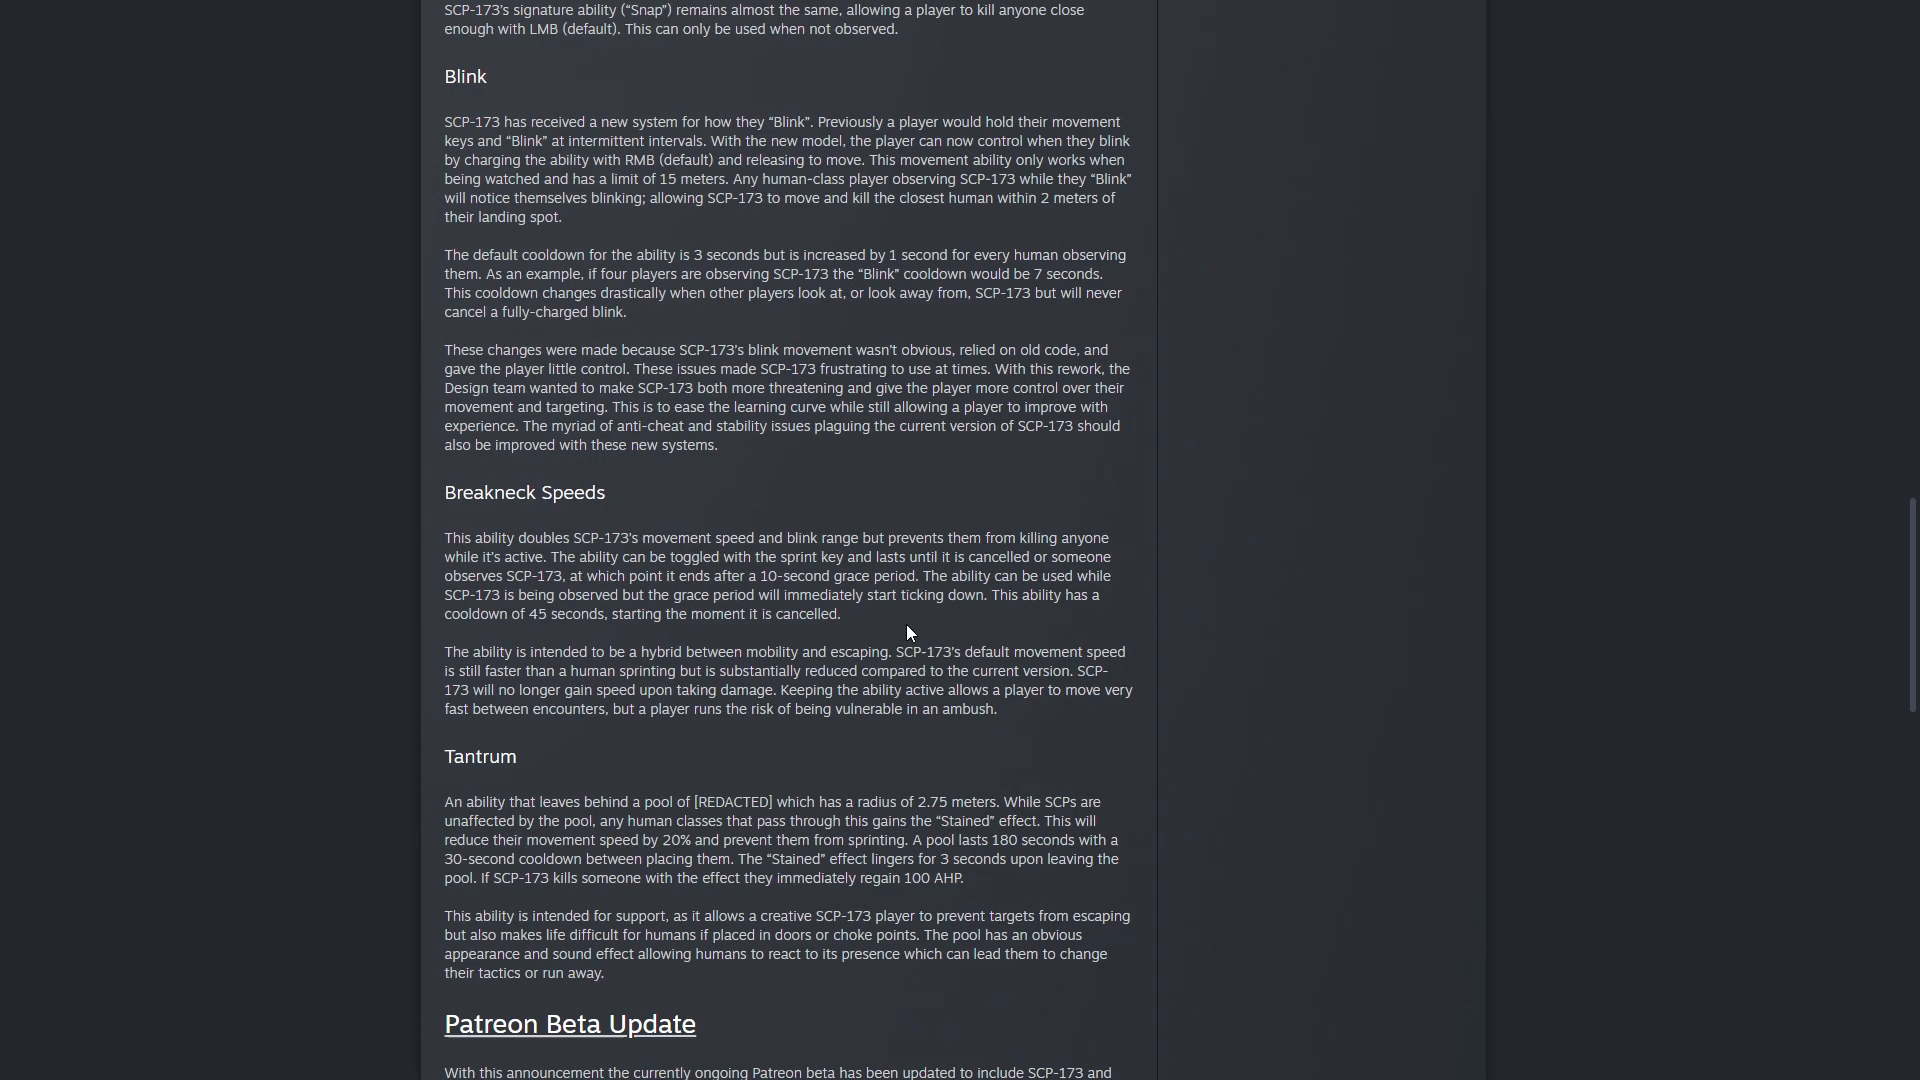 SCP-173’s signature ability (“Snap”) remains almost the same, allowing a player to kill anyone close
enough with LMB (default). This can only be used when not observed.
Blink
SCP-173 has received a new system for how they “Blink”. Previously a player would hold their movement
keys and “Blink” at intermittent intervals. With the new model, the player can now control when they blink
by charging the ability with RMB (default) and releasing to move. This movement ability only works when
being watched and has a limit of 15 meters. Any human-class player observing SCP-173 while they “Blink”
will notice themselves blinking; allowing SCP-173 to move and kill the closest human within 2 meters of
their landing spot.
The default cooldown for the ability is 3 seconds but is increased by 1 second for every human observing
them. As an example, if four players are observing SCP-173 the “Blink” cooldown would be 7 seconds.
This cooldown changes drastically when other players look at, or look away from, SCP-173 but will never
cancel a fully-charged blink.
These changes were made because SCP-173’s blink movement wasn’t obvious, relied on old code, and
gave the player little control. These issues made SCP-173 frustrating to use at times. With this rework, the
Design team wanted to make SCP-173 both more threatening and give the player more control over their
movement and targeting. This is to ease the learning curve while still allowing a player to improve with
experience. The myriad of anti-cheat and stability issues plaguing the current version of SCP-173 should
also be improved with these new systems.
Breakneck Speeds
This ability doubles SCP-173’s movement speed and blink range but prevents them from killing anyone
while it’s active. The ability can be toggled with the sprint key and lasts until it is cancelled or someone
observes SCP-173, at which point it ends after a 10-second grace period. The ability can be used while
SCP-173 is being observed but the grace period will immediately start ticking down. This ability has a
cooldown of 45 seconds, starting the moment it is cancelled.
The ability is intended to be a hybrid between mobility and escaping. SCP-173’s default movement speed
is still faster than a human sprinting but is substantially reduced compared to the current version. SCP-
173 will no longer gain speed upon taking damage. Keeping the ability active allows a player to move very
fast between encounters, but a player runs the risk of being vulnerable in an ambush.
Tantrum
An ability that leaves behind a pool of [REDACTED] which has a radius of 2.75 meters. While SCPs are
unaffected by the pool, any human classes that pass through this gains the “Stained” effect. This will
reduce their movement speed by 20% and prevent them from sprinting. A pool lasts 180 seconds with a
30-second cooldown between placing them. The “Stained” effect lingers for 3 seconds upon leaving the
pool. If SCP-173 kills someone with the effect they immediately regain 100 AHP.
This ability is intended for support, as it allows a creative SCP-173 player to prevent targets from escaping
but also makes life difficult for humans if placed in doors or choke points. The pool has an obvious
appearance and sound effect allowing humans to react to its presence which can lead them to change
their tactics or run away.
Patreon Beta Update
With this announcement the currently ongoing Patreon beta has been updated to include SCP-173 and